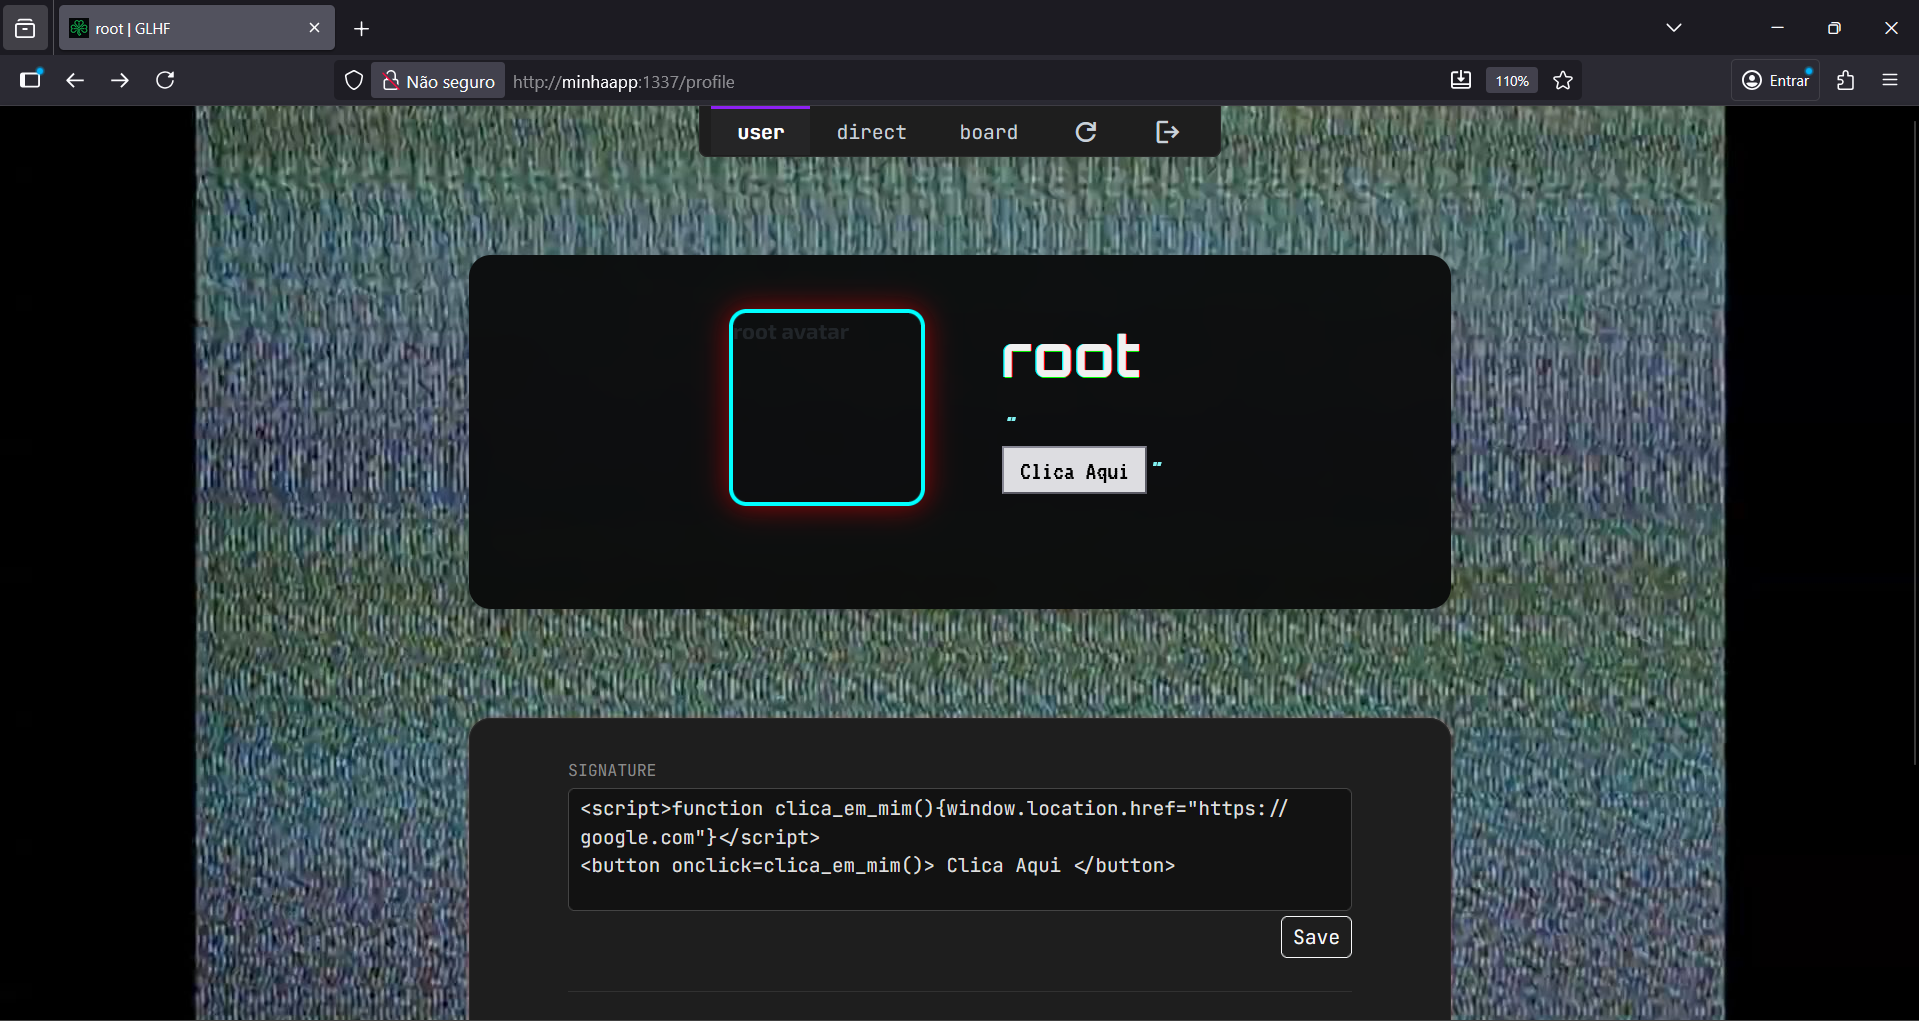 root | GLHF
Não seguro
http://minhaapp:1337/profile
110%
Entrar
user
direct
board
root avatar
root
"
Clica Aqui "
SIGNATURE
<script>function clica_em_mim(){window.location.href="https://
google.com"}</script>
<button onclick=clica_em_mim()> Clica Aqui </button>
Save